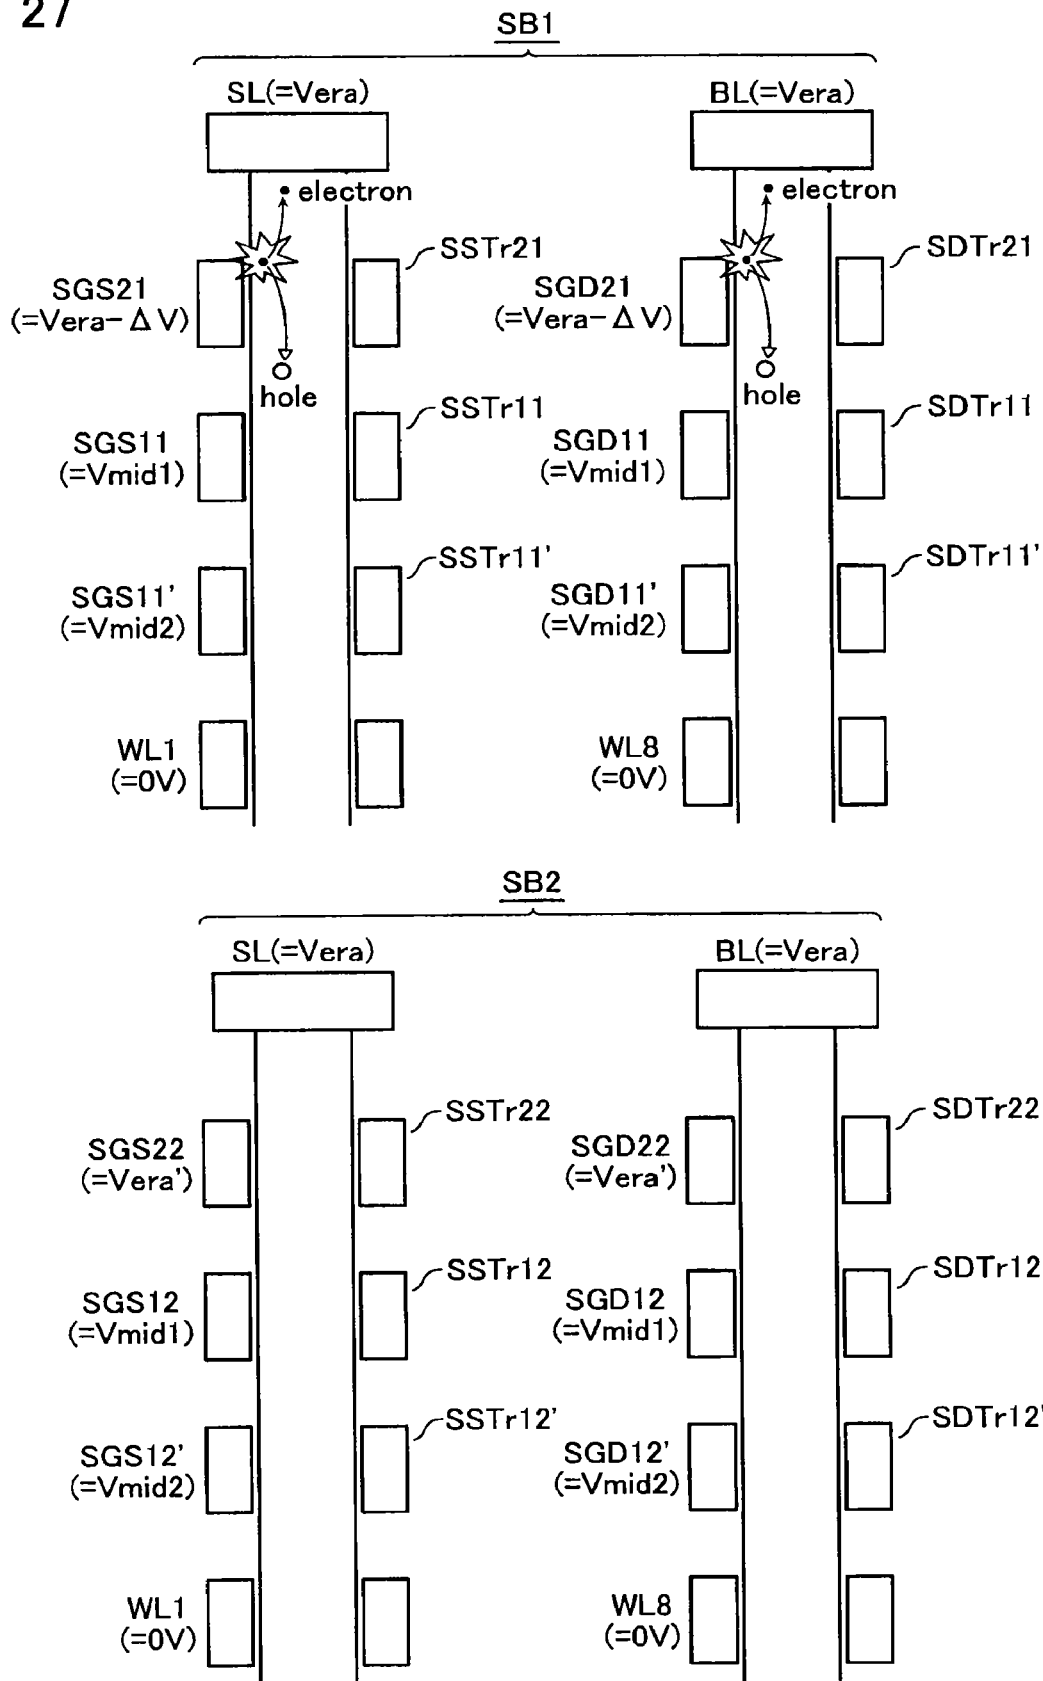 27
SB1
SL(=Vera)
BL(=Vera)
electron
electron
SSTr21
SDTr21
SGS21
(=Vera-ΔV)
SGD21
(=Vera-ΔV)
hole
hole
SSTr11
SDTr11
SGS11
(=Vmid1)
SGD11
(=Vmid1)
SSTr11'
SDTr11'
SGS11'
(=Vmid2)
SGD11'
(=Vmid2)
WL1
(=0V)
WL8
(=0V)
SB2
SL(=Vera)
BL(=Vera)
SSTr22
SDTr22
SGS22
(=Vera')
SGD22
(=Vera')
SSTr12
SDTr12
SGS12
(=Vmid1)
SGD12
(=Vmid1)
SSTr12'
SDTr12'
SGS12'
(=Vmid2)
SGD12'
(=Vmid2)
WL1
(=0V)
WL8
(=0V)